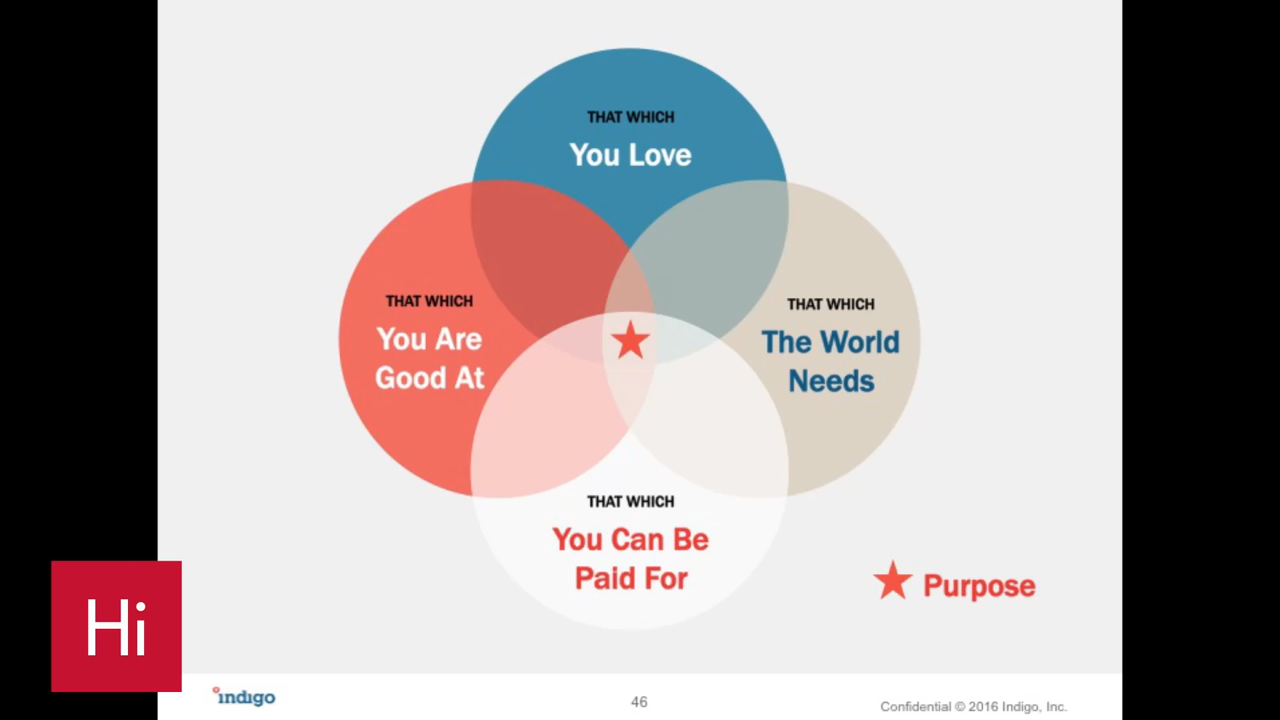 THAT WHICH
You Love
THAT WHICH
You Are
Good At
THAT WHICH
The World
Needs
THAT WHICH
You Can Be
Paid For
Purpose
Hi
indigo
46
Confidential © 2016 Indigo, Inc.